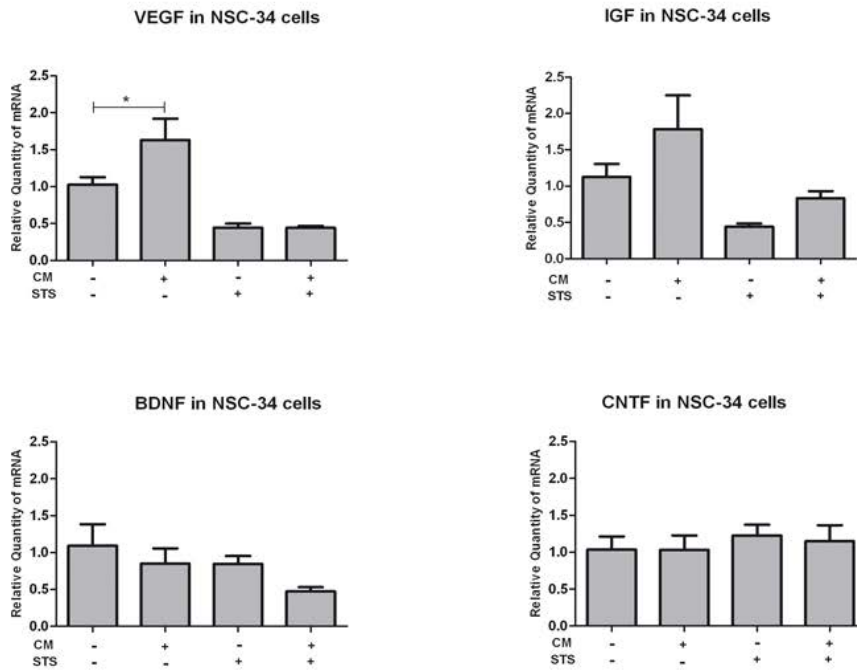 VEGF in NSC-34 cells
Relative Quantity of mRNA
2.5
2.0
1.5
1.0
0.5
0.0
*
CM - + - +
STS - - + +
IGF in NSC-34 cells
Relative Quantity of mRNA
2.5
2.0
1.5
1.0
0.5
0.0
CM - + - +
STS - - + +
BDNF in NSC-34 cells
Relative Quantity of mRNA
2.5
2.0
1.5
1.0
0.5
0.0
CM - + - +
STS - - + +
CNTF in NSC-34 cells
Relative Quantity of mRNA
2.5
2.0
1.5
1.0
0.5
0.0
CM - + - +
STS - - + +